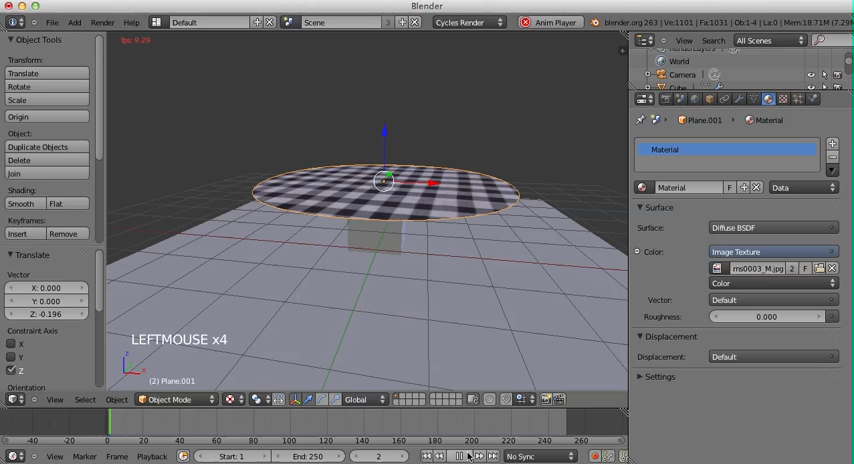 Blender
File Add Render Help Default Scene 3 Cycles Render Anim Player blender.org 263 | Ve:1101 | Fa:1031 | Ob:1-4 | La:0 | Mem:18.71M (7.29M
Object Tools
fps: 9.29
View Search All Scenes
RenderLayers
World
Camera
Cube
Transform:
Translate
Rotate
Scale
Origin
Object:
Duplicate Objects
Delete
Join
Shading:
Smooth Flat
Keyframes:
Insert Remove
Translate
Vector
X: 0.000
Y: 0.000
Z: -0.196
Constraint Axis
X
Y
Z
Orientation
LEFTMOUSE x4
z
x
(2) Plane.001
View Select Object Object Mode Global
Plane.001 Material
Material
Material F Data
Surface
Surface: Diffuse BSDF
Color: Image Texture
ms0003_M.jpg 2 F
Color
Vector: Default
Roughness: 0.000
Displacement
Displacement: Default
Settings
-40 -20 0 20 40 60 80 100 120 140 160 180 200 220 240 260
View Marker Frame Playback Start: 1 End: 250 2 No Sync